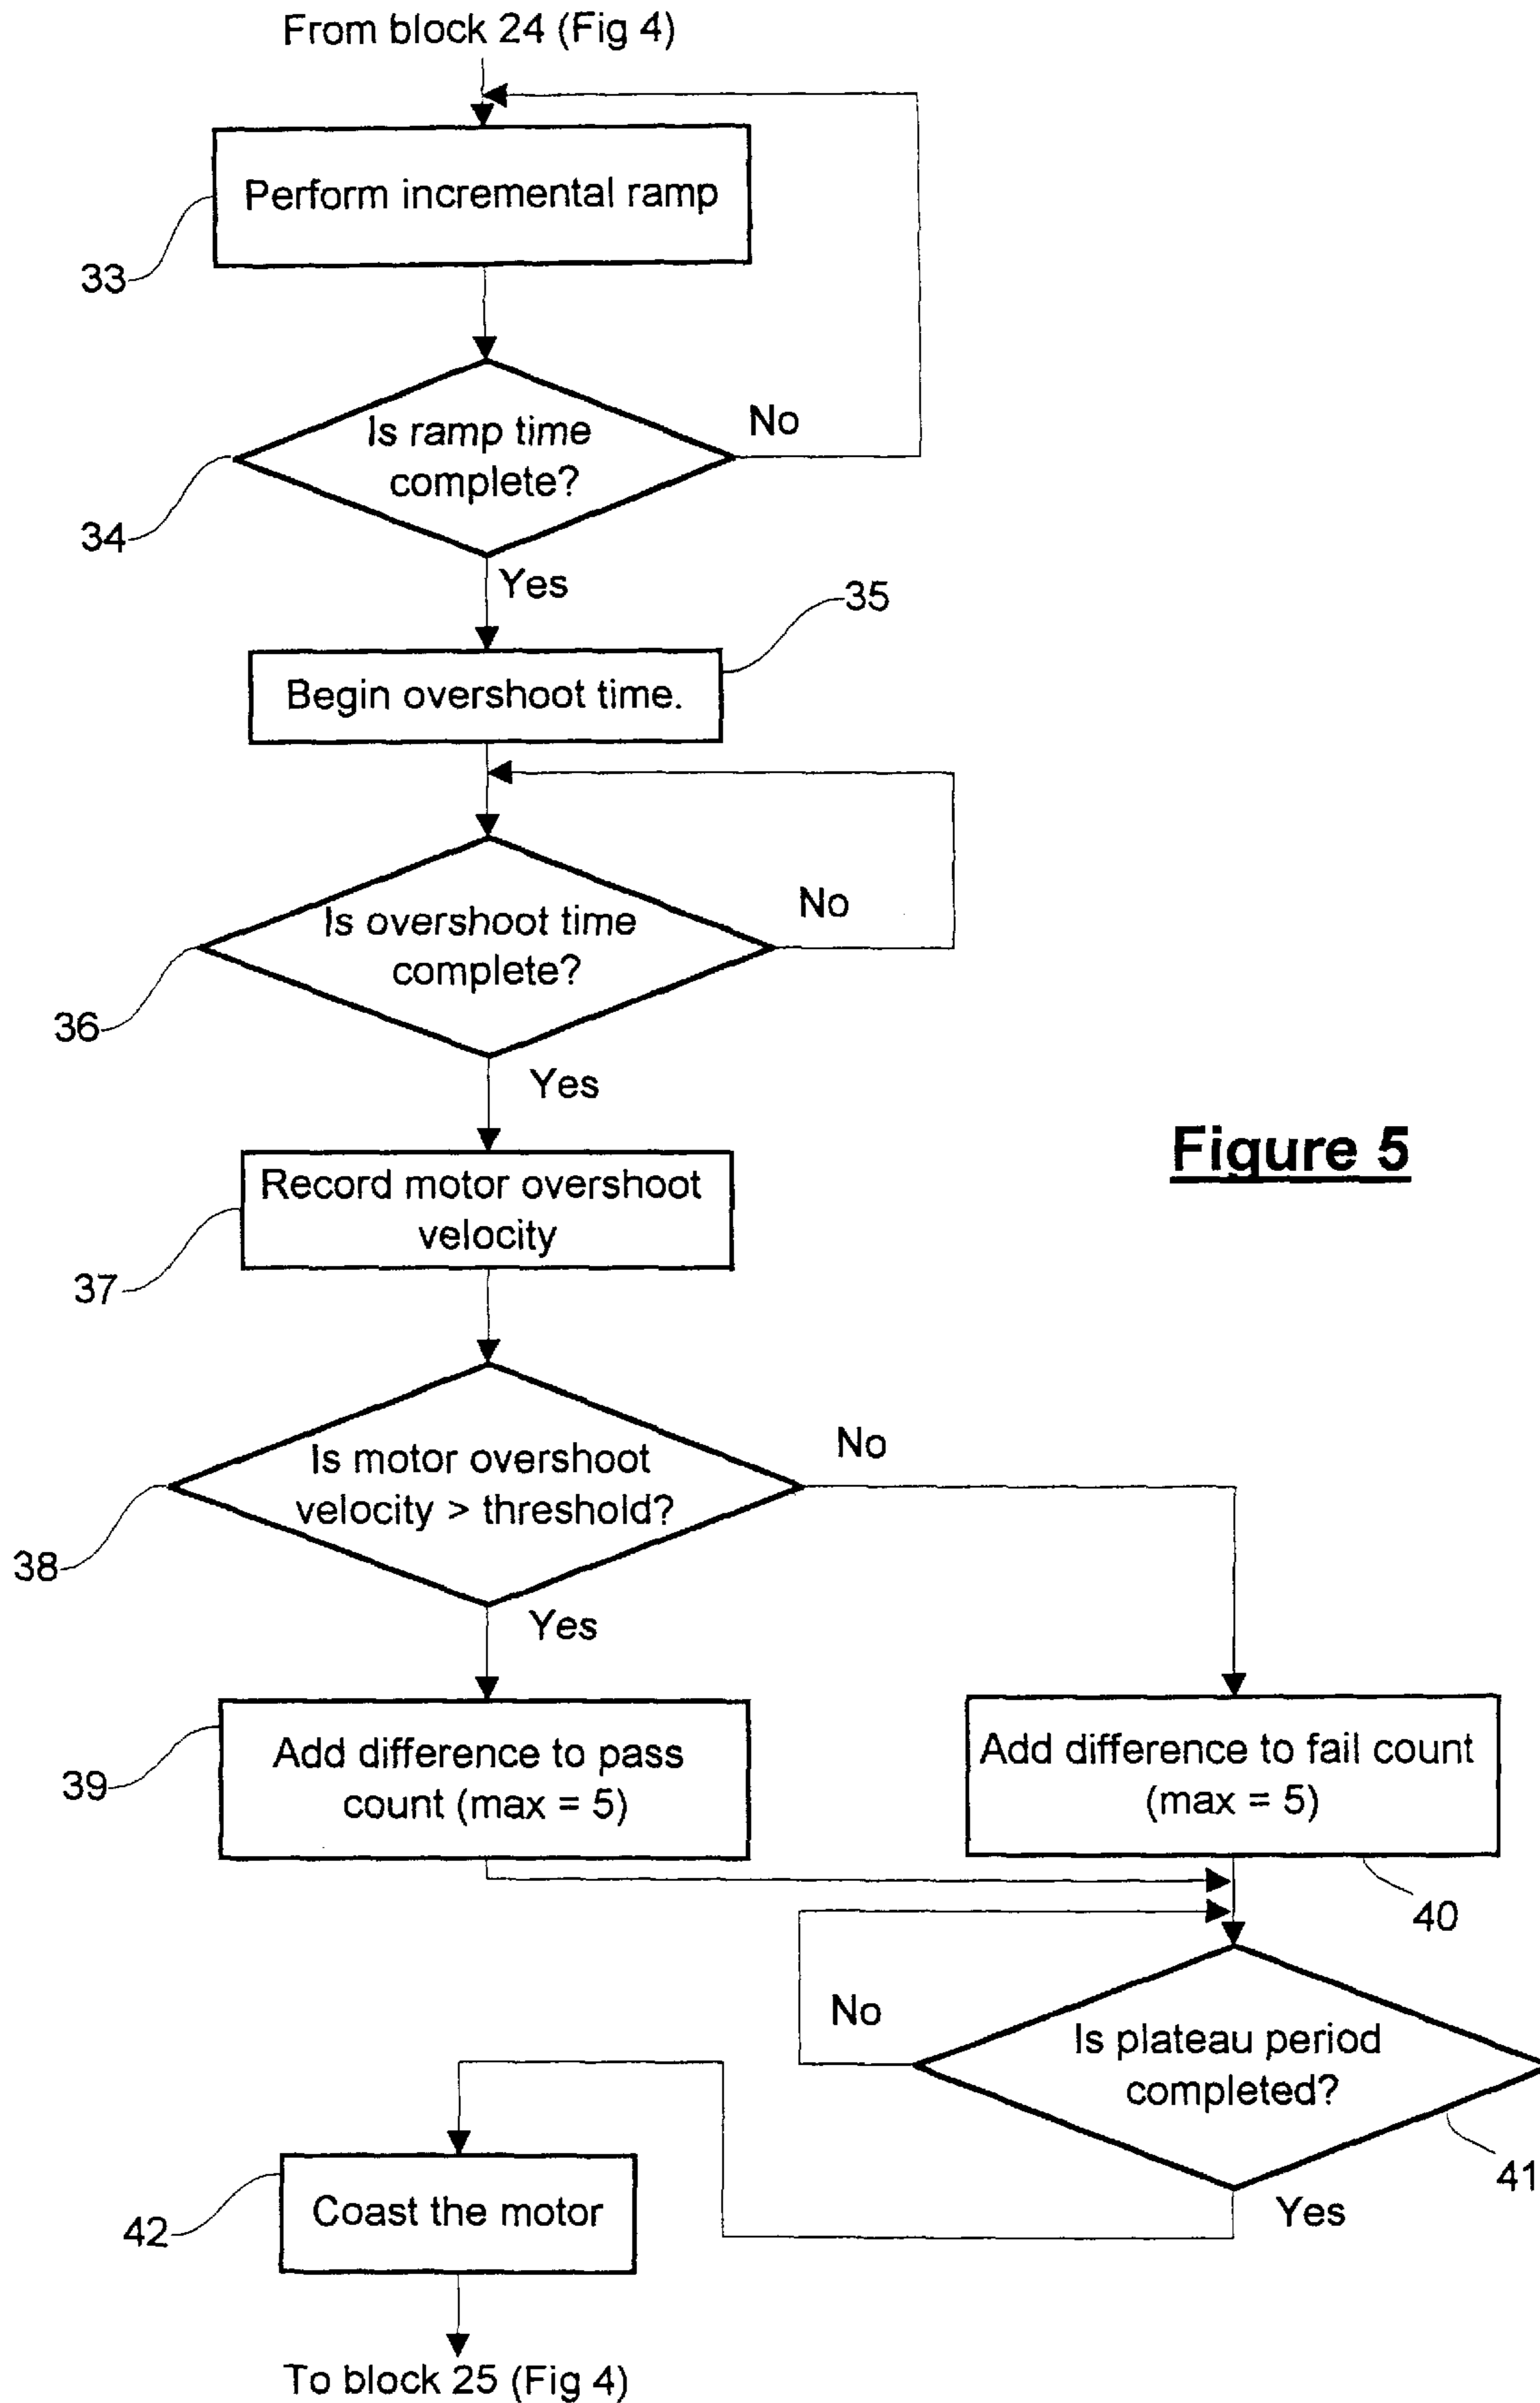 From block 24 (Fig 4)
Perform incremental ramp
33
Is ramp time
complete?
No
34
Yes
35
Begin overshoot time.
Is overshoot time
complete?
No
36
Yes
Figure 5
Record motor overshoot
velocity
37
Is motor overshoot
velocity > threshold?
No
38
Yes
Add difference to pass
count (max = 5)
39
Add difference to fail count
(max = 5)
40
No
Is plateau period
completed?
41
Yes
Coast the motor
42
To block 25 (Fig 4)